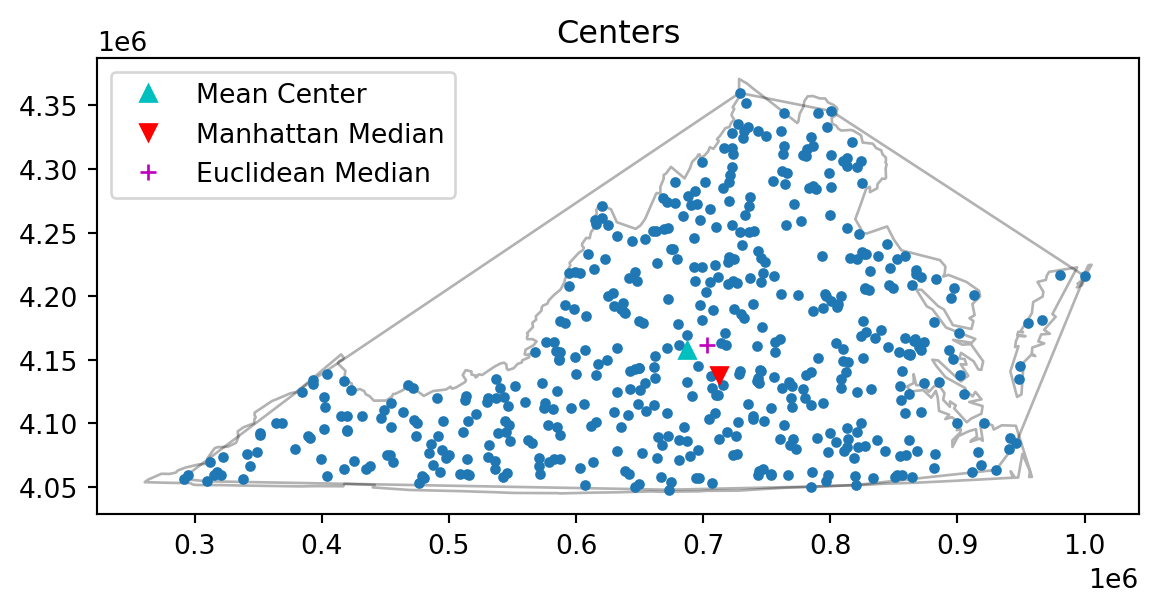 Centers
1e6
Mean Center
Manhattan Median
Euclidean Median
4.35
4.30
4.25
4.20
4.15
4.10
4.05
0.3 0.4 0.5 0.6 0.7 0.8 0.9 1.0
1e6